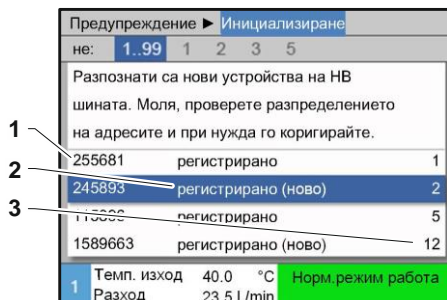 Предупреждение ► Инициализиране
не: 1..99 1 2 3 5
Разпознати са нови устройства на НВ
шината. Моля, проверете разпределението
на адресите и при нужда го коригирайте.
1
255681 регистрирано 1
2
245893 регистрирано (ново) 2
3
регистрирано 5
1589663 регистрирано (ново) 12
1 Темп. изход 40.0 °C Норм.режим работа
Разход 23.5 l/min